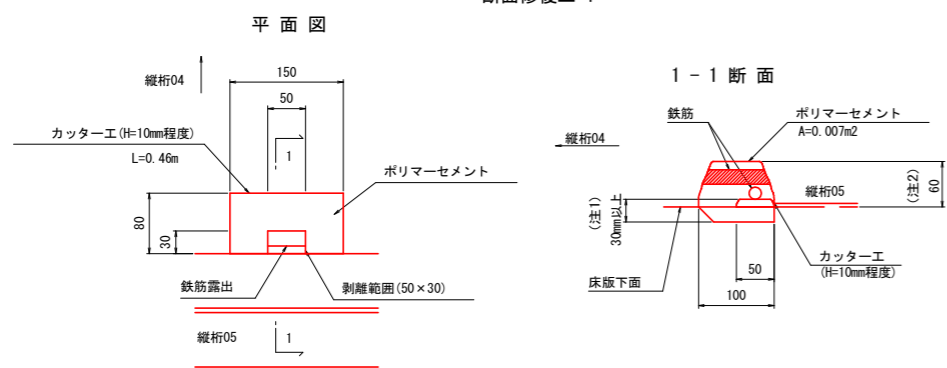 平面図
縦桁04
150
50
カッター工(H=10mm程度)
L=0.46m
1
ポリマーセメント
80
30
鉄筋露出
剥離範囲(50×30)
縦桁05
1
1-1断面
縦桁04
鉄筋
ポリマーセメント
A=0.007m2
縦桁05
(注1)
30mm以上
(注2)
60
床版下面
50
100
カッター工
(H=10mm程度)